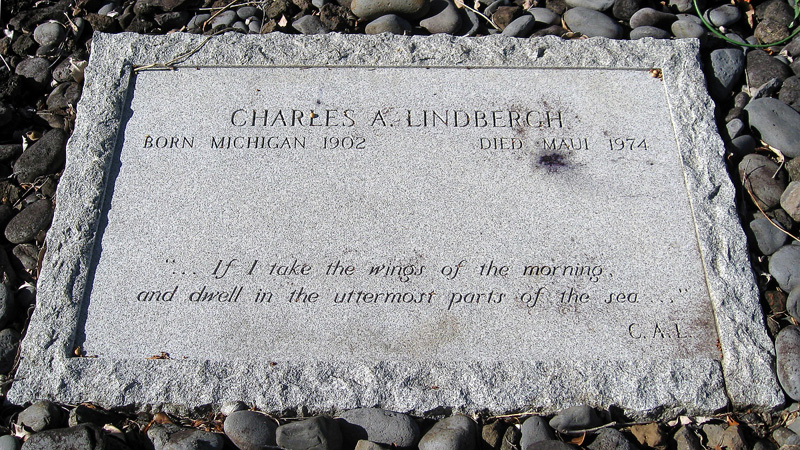 CHARLES A. LINDBERGH
BORN MICHIGAN 1902 DIED MAUI 1974
"... If I take the wings of the morning,
and dwell in the uttermost parts of the sea ..."
C.A.L.